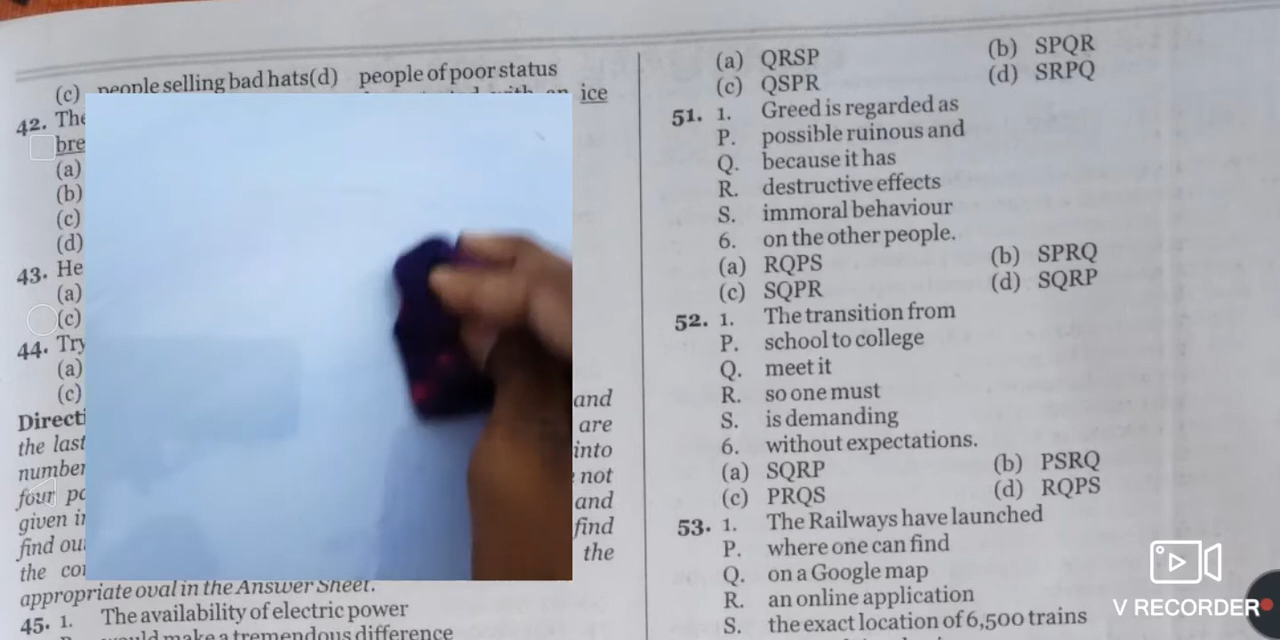 (c) people selling bad hats (d) people of poor status
42. The
ice
bre
(a)
(b)
(c)
(d)
43. He
(a)
(c)
44. Try
(a)
(c)
and
are
the last
into
number
not
four
and
given
find
find
the
the
appropriate oval in the Answer Sheet.
45. 1. The availability of electric power
would make a tremendous difference
(a) QRSP (b) SPQR
(c) QSPR (d) SRPQ
51. 1. Greed is regarded as
P. possible ruinous and
Q. because it has
R. destructive effects
S. immoral behaviour
6. on the other people.
(a) RQPS (b) SPRQ
(c) SQPR (d) SQRP
52. 1. The transition from
P. school to college
Q. meet it
R. so one must
S. is demanding
6. without expectations.
(a) SQRP (b) PSRQ
(c) PRQS (d) RQPS
53. 1. The Railways have launched
P. where one can find
Q. on a Google map
R. an online application
S. the exact location of 6,500 trains
V RECORDER